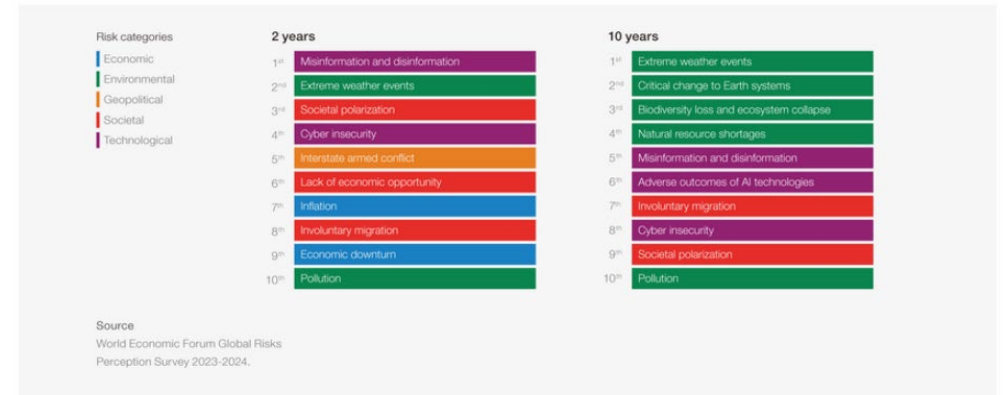 Risk categories
Economic
Environmental
Geopolitical
Societal
Technological
2 years
1st Misinformation and disinformation
2nd Extreme weather events
3rd Societal polarization
4th Cyber insecurity
5th Interstate armed conflict
6th Lack of economic opportunity
7th Inflation
8th Involuntary migration
9th Economic downturn
10th Pollution
10 years
1st Extreme weather events
2nd Critical change to Earth systems
3rd Biodiversity loss and ecosystem collapse
4th Natural resource shortages
5th Misinformation and disinformation
6th Adverse outcomes of AI technologies
7th Involuntary migration
8th Cyber insecurity
9th Societal polarization
10th Pollution
Source
World Economic Forum Global Risks
Perception Survey 2023-2024.